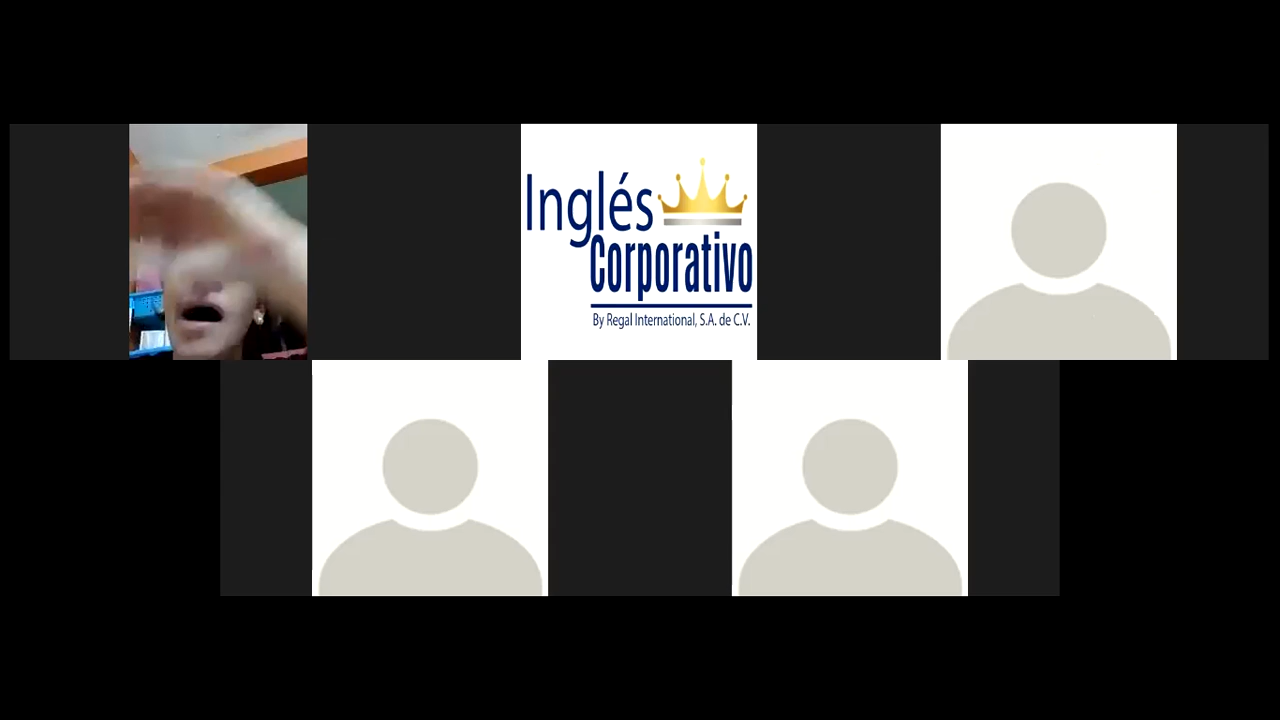 Inglés
Corporativo
By Regal International, S.A. de C.V.